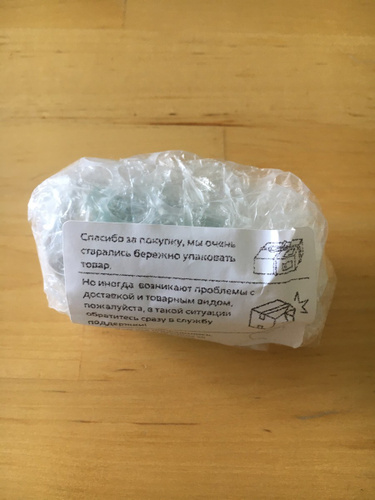 Спасибо за покупку, мы очень
старались бережно упаковать
товар.
Но иногда возникают проблемы с
доставкой и товарным видом,
пожалуйста, в такой ситуации
обратитесь сразу в службу
поддержки!